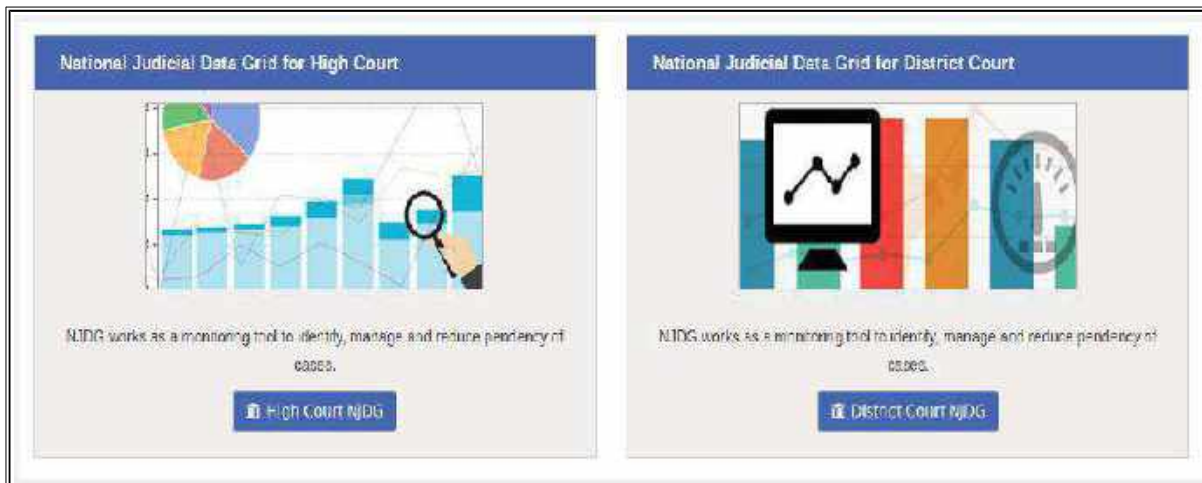 National Judicial Data Grid for High Court
NJDG works as a monitoring tool to identify, manage and reduce pendency of
cases.
High Court NJDG
National Judicial Data Grid for District Court
NJDG works as a monitoring tool to identify, manage and reduce pendency of
cases.
District Court NJDG